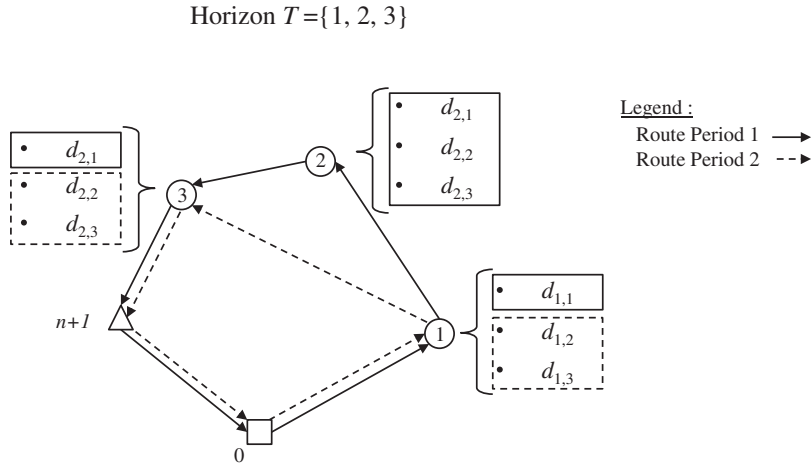 Horizon T ={1, 2, 3}
Legend :
Route Period 1
Route Period 2
d2,1
d2,2
d2,3
2
d2,1
d2,2
d2,3
3
n+1
1
d1,1
d1,2
d1,3
0